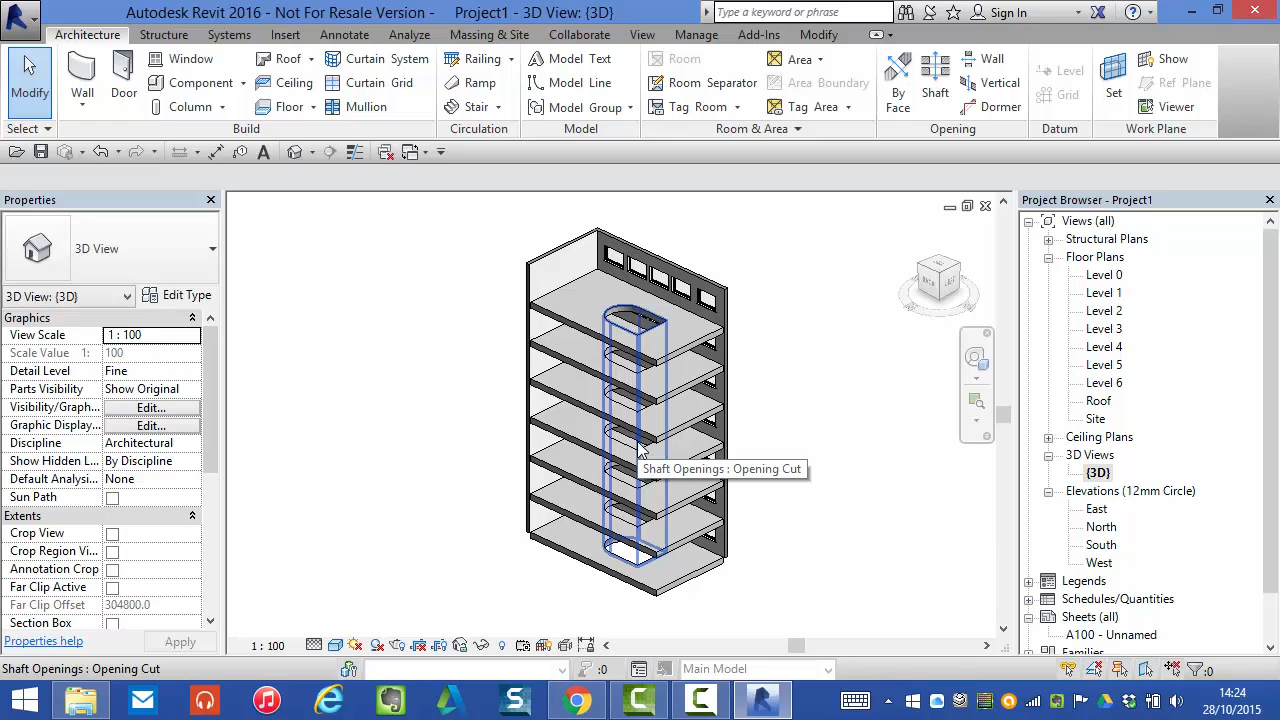 Autodesk Revit 2016 - Not For Resale Version - Project1 - 3D View: {3D}
Type a keyword or phrase
Sign In
Architecture Structure Systems Insert Annotate Analyze Massing & Site Collaborate View Manage Add-Ins Modify
Modify
Wall
Door
Window
Component
Column
Roof
Ceiling
Floor
Curtain System
Curtain Grid
Mullion
Railing
Ramp
Stair
Model Text
Model Line
Model Group
Room
Room Separator
Tag Room
Area
Area Boundary
Tag Area
By
Face
Shaft
Wall
Vertical
Dormer
Level
Grid
Set
Show
Ref Plane
Viewer
Select Build Circulation Model Room & Area Opening Datum Work Plane
Properties
3D View
3D View: {3D} Edit Type
Graphics
View Scale 1 : 100
Scale Value 1: 100
Detail Level Fine
Parts Visibility Show Original
Visibility/Graph... Edit...
Graphic Display... Edit...
Discipline Architectural
Show Hidden L... By Discipline
Default Analysi... None
Sun Path
Extents
Crop View
Crop Region Vi...
Annotation Crop
Far Clip Active
Far Clip Offset 304800.0
Section Box
Properties help Apply
Shaft Openings : Opening Cut
BACK LEFT
Project Browser - Project1
Views (all)
Structural Plans
Floor Plans
Level 0
Level 1
Level 2
Level 3
Level 4
Level 5
Level 6
Roof
Site
Ceiling Plans
3D Views
{3D}
Elevations (12mm Circle)
East
North
South
West
Legends
Schedules/Quantities
Sheets (all)
A100 - Unnamed
Families
1 : 100
Shaft Openings : Opening Cut
:0
Main Model
:0
14:24
28/10/2015